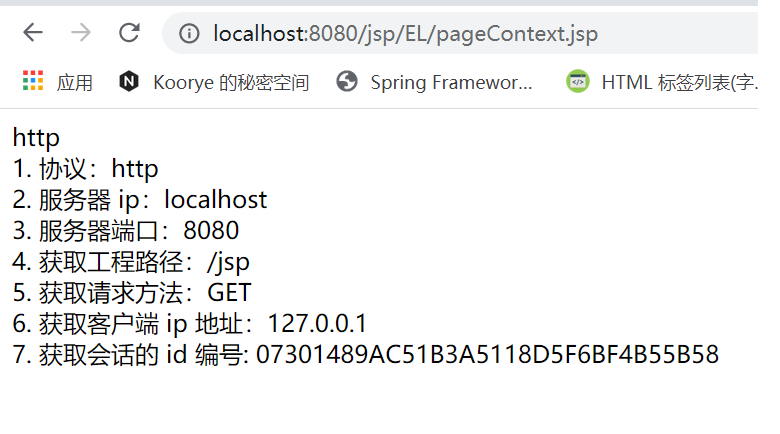 localhost:8080/jsp/EL/pageContext.jsp
应用 Koorye 的秘密空间 Spring Framewor... HTML 标签列表(字.
http
1. 协议：http
2. 服务器 ip：localhost
3. 服务器端口：8080
4. 获取工程路径：/jsp
5. 获取请求方法：GET
6. 获取客户端 ip 地址：127.0.0.1
7. 获取会话的 id 编号: 07301489AC51B3A5118D5F6BF4B55B58